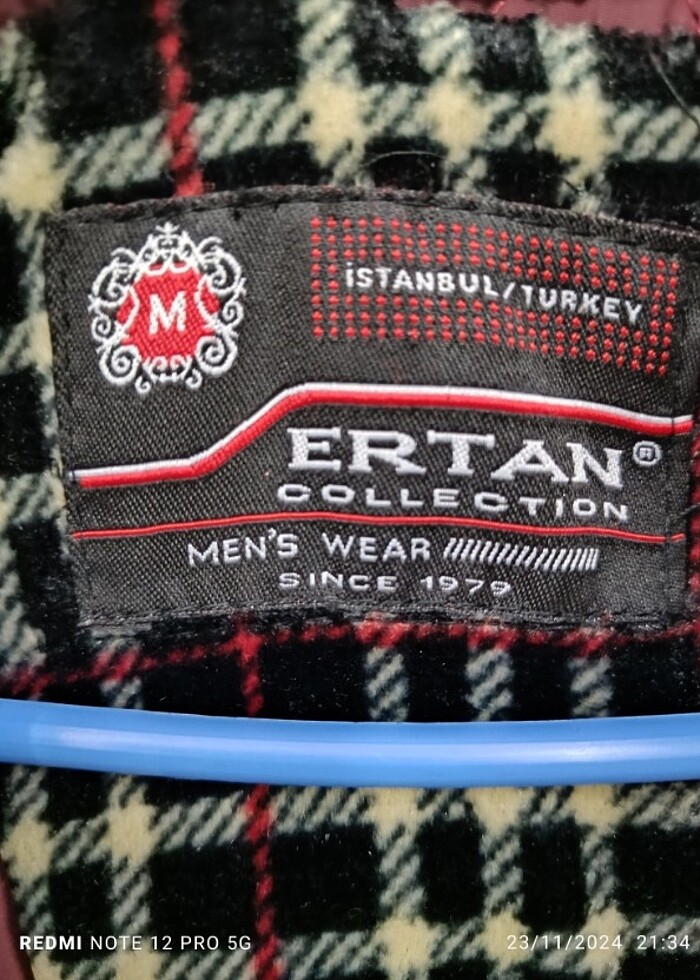 M
iSTANBUL/TURKEY
ERTAN®
COLLECTION
MEN'S WEAR
SINCE 1979
REDMI NOTE 12 PRO 5G
23/11/2024 21:34